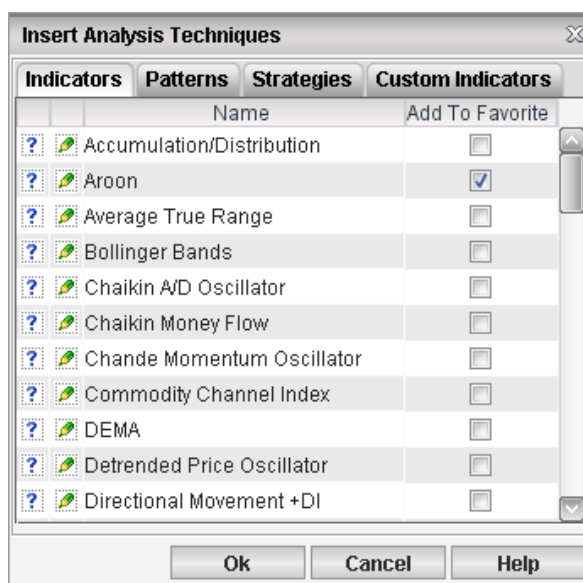 Insert Analysis Techniques
Indicators Patterns Strategies Custom Indicators
Name Add To Favorite
? Accumulation/Distribution
? Aroon
? Average True Range
? Bollinger Bands
? Chaikin A/D Oscillator
? Chaikin Money Flow
? Chande Momentum Oscillator
? Commodity Channel Index
? DEMA
? Detrended Price Oscillator
? Directional Movement +DI
Ok Cancel Help